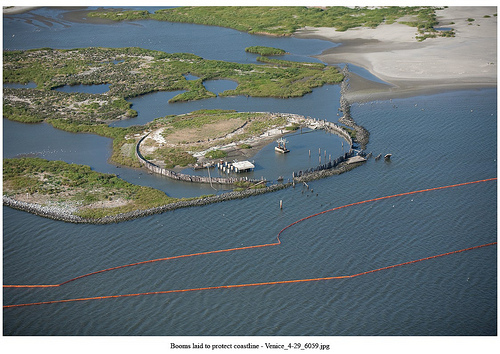 Booms laid to protect coastline - Venice_4-29_6059.jpg